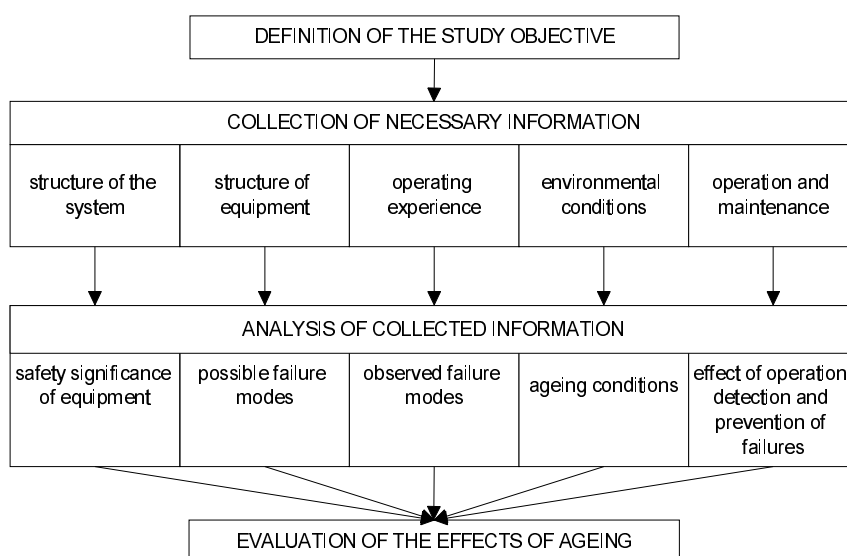 DEFINITION OF THE STUDY OBJECTIVE
COLLECTION OF NECESSARY INFORMATION
structure of the
system
structure of
equipment
operating
experience
environmental
conditions
operation and
maintenance
ANALYSIS OF COLLECTED INFORMATION
safety significance
of equipment
possible failure
modes
observed failure
modes
ageing conditions
effect of operation
detection and
prevention of
failures
EVALUATION OF THE EFFECTS OF AGEING